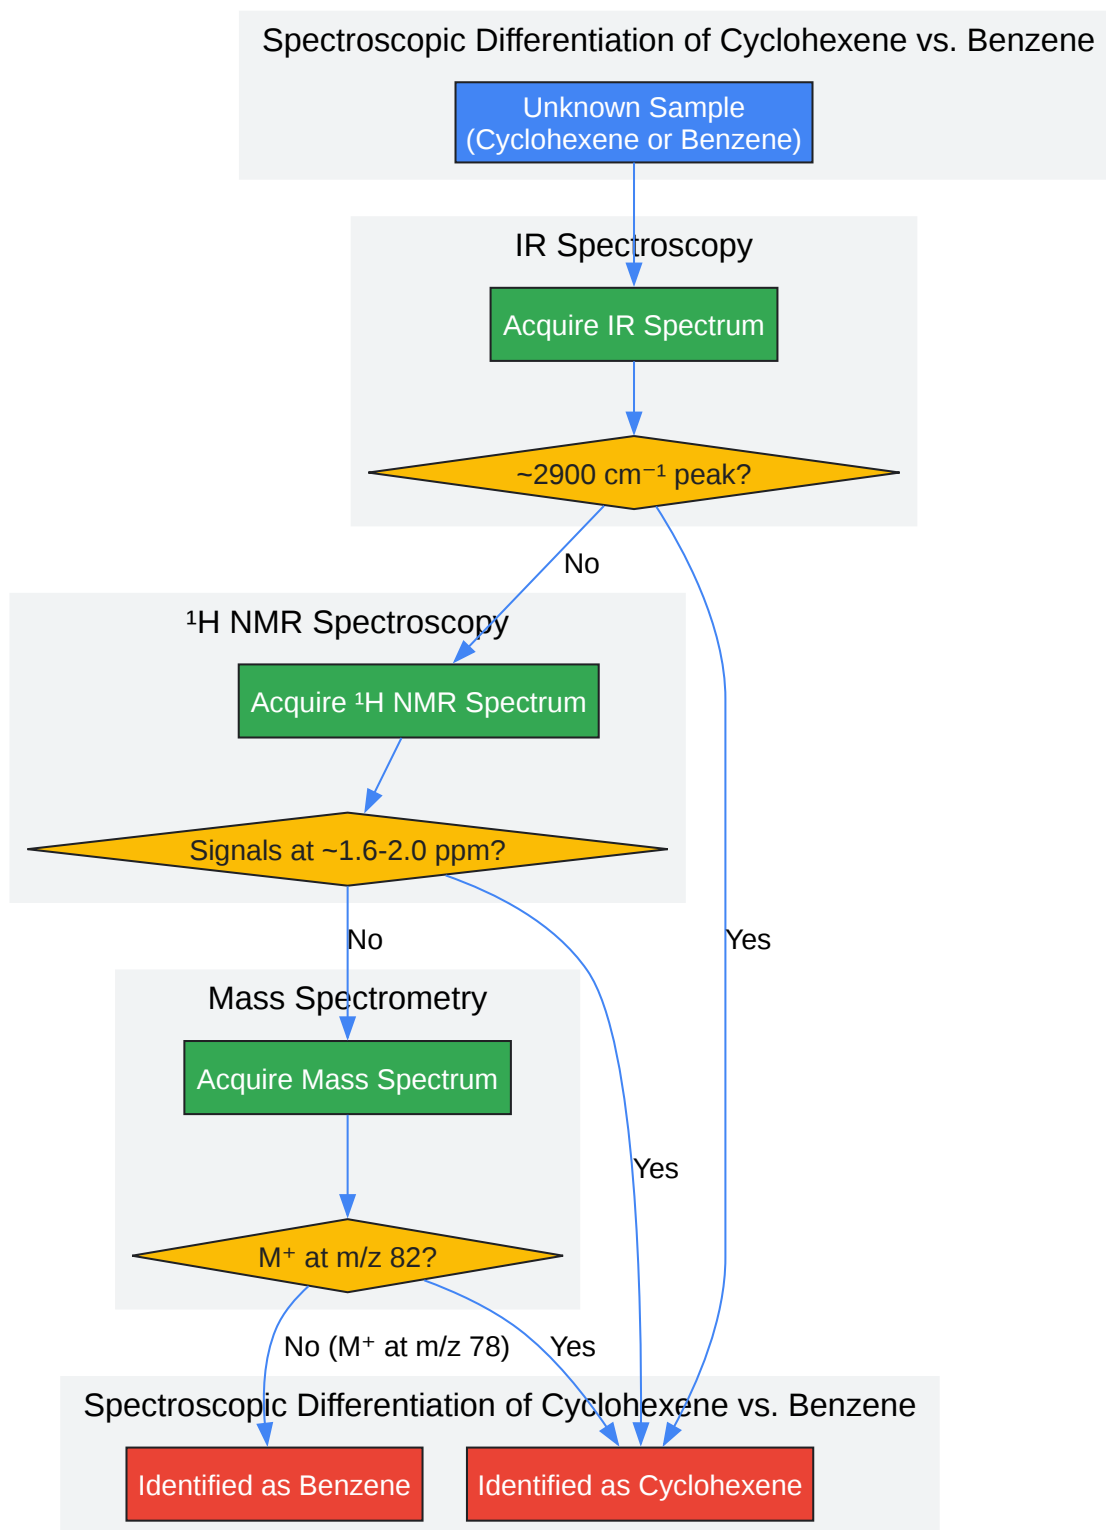 Spectroscopic Differentiation of Cyclohexene vs. Benzene
Unknown Sample
(Cyclohexene or Benzene)
IR Spectroscopy
Acquire IR Spectrum
~2900 cm⁻¹ peak?
No
¹H NMR Spectroscopy
Acquire ¹H NMR Spectrum
Signals at ~1.6-2.0 ppm?
No
Yes
Mass Spectrometry
Acquire Mass Spectrum
Yes
M⁺ at m/z 82?
No (M⁺ at m/z 78)
Yes
Spectroscopic Differentiation of Cyclohexene vs. Benzene
Identified as Benzene
Identified as Cyclohexene